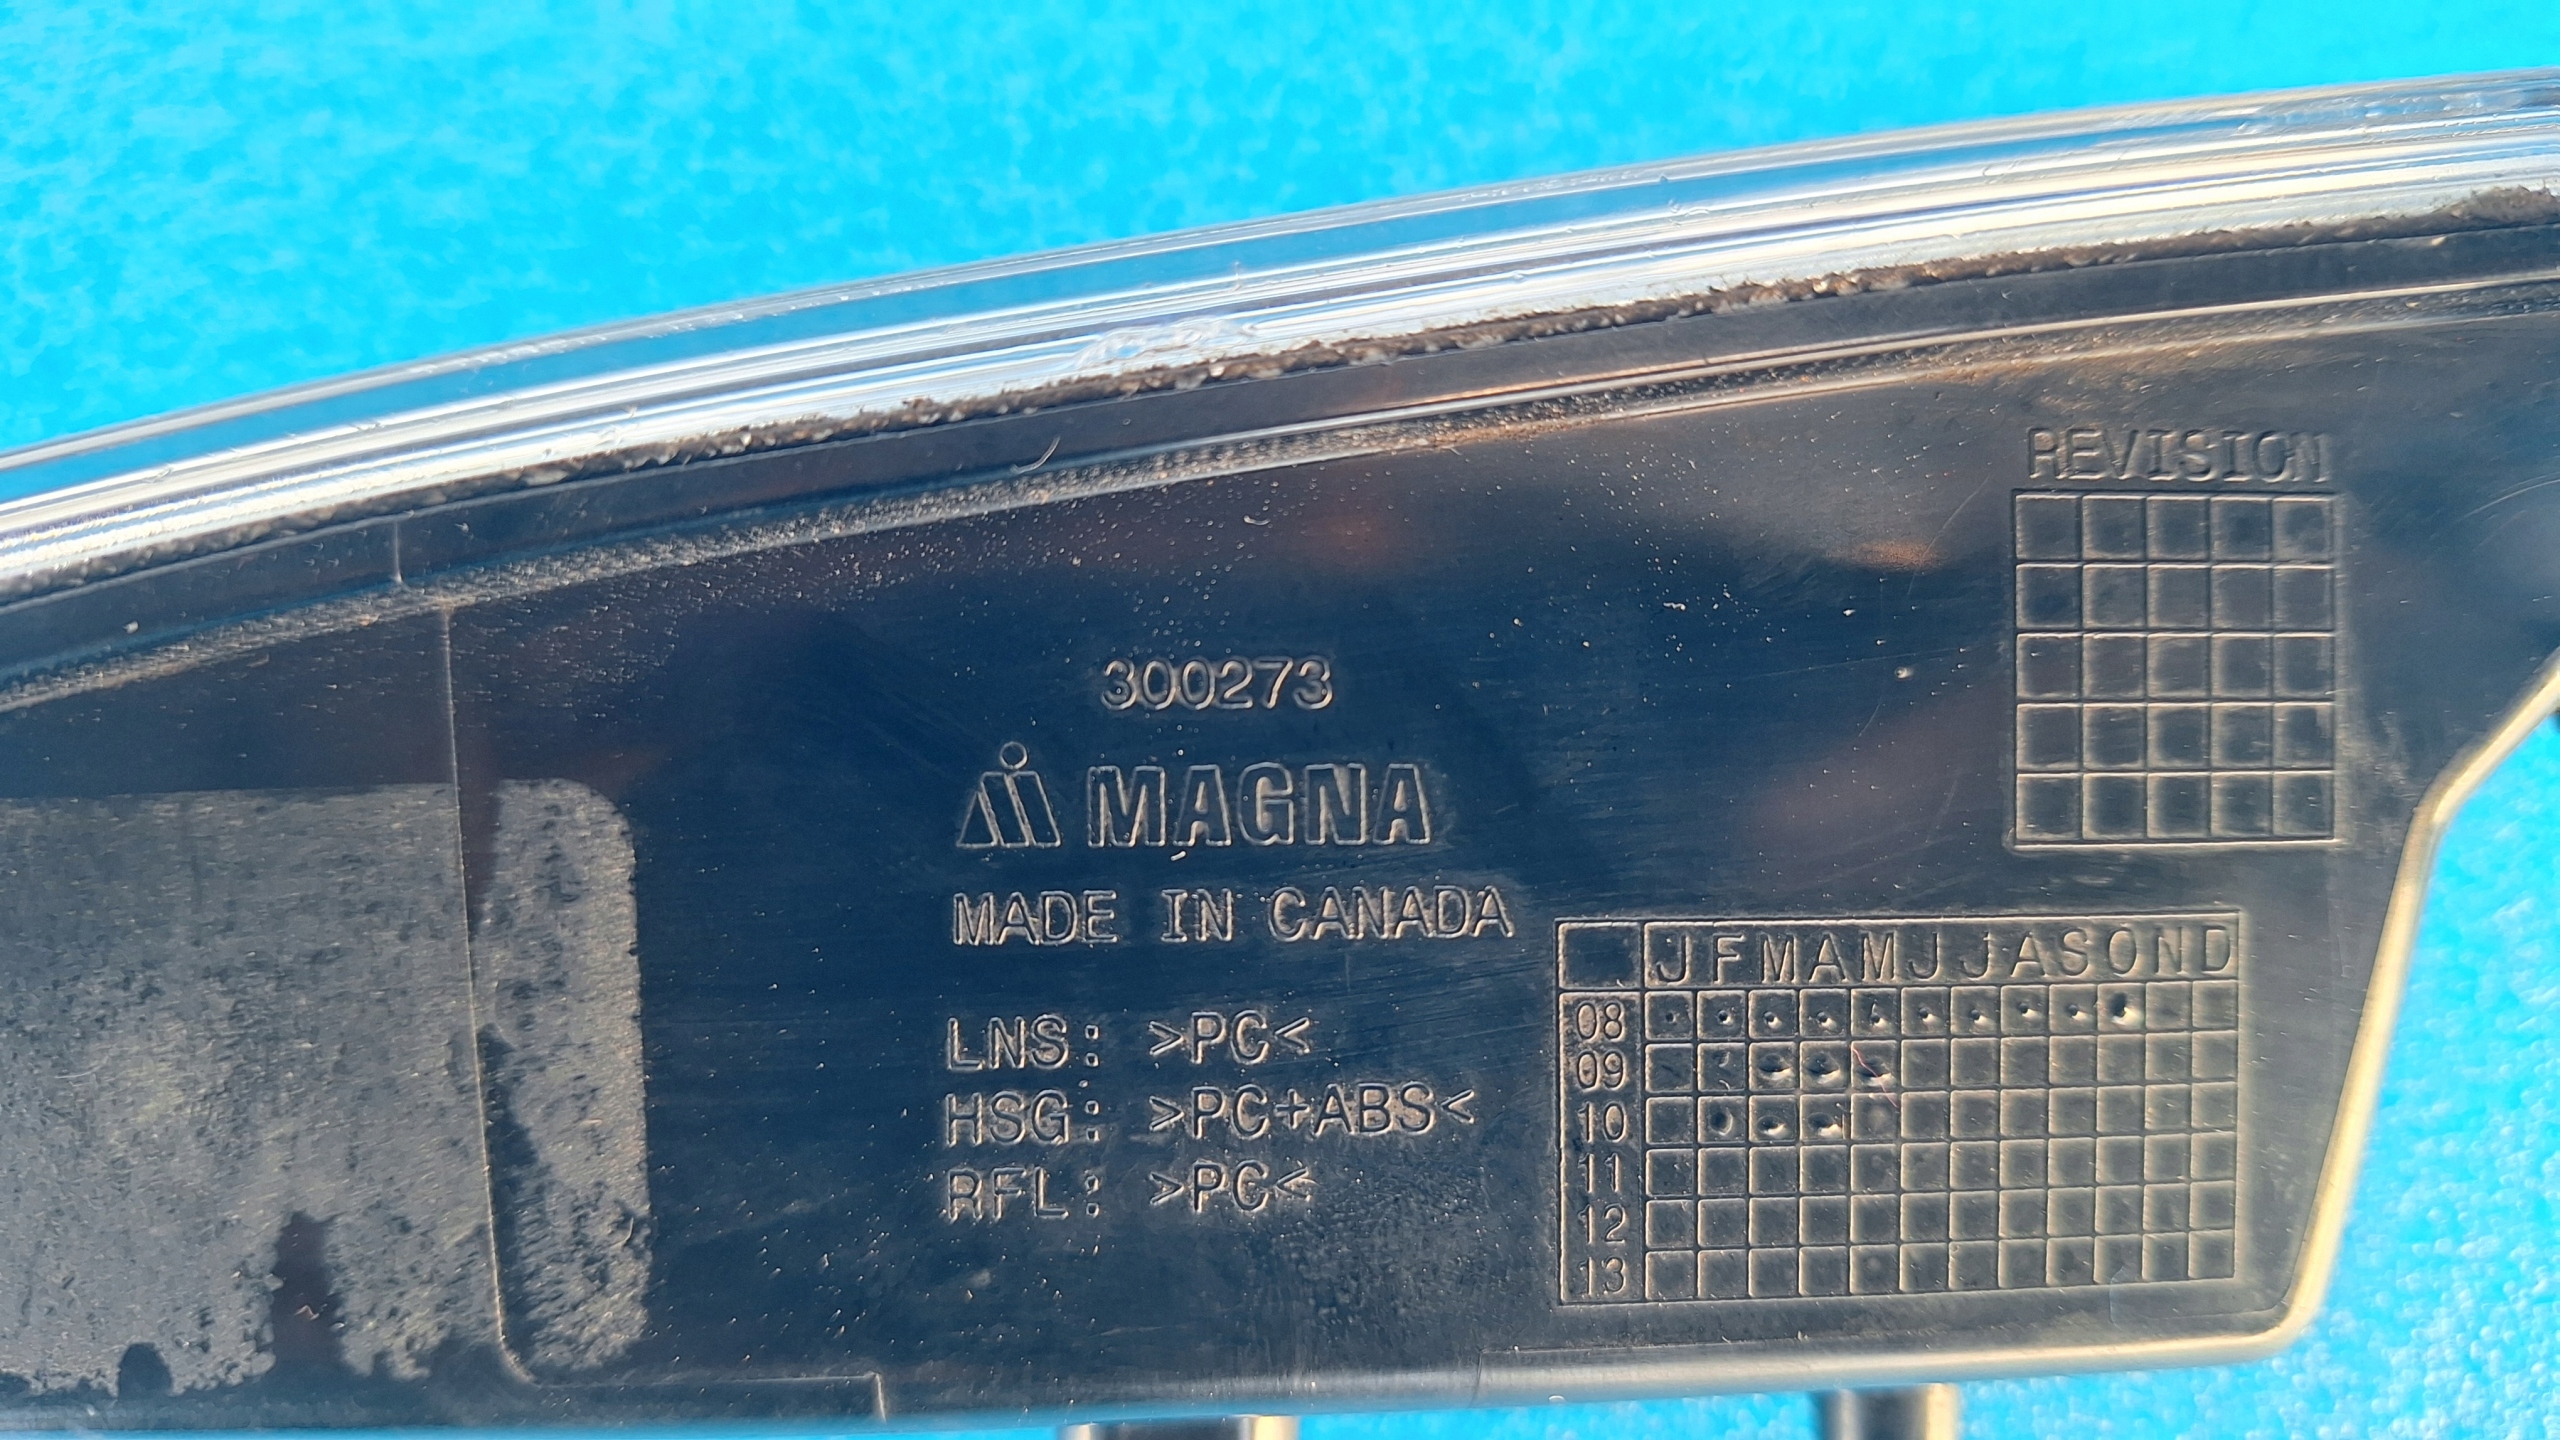 REVISION
300273
MAGNA
MADE IN CANADA
LNS: >PC<
HSG: >PC+ABS<
RFL: >PC<
J F M A M J J A S O N D
08
09
10
11
12
13